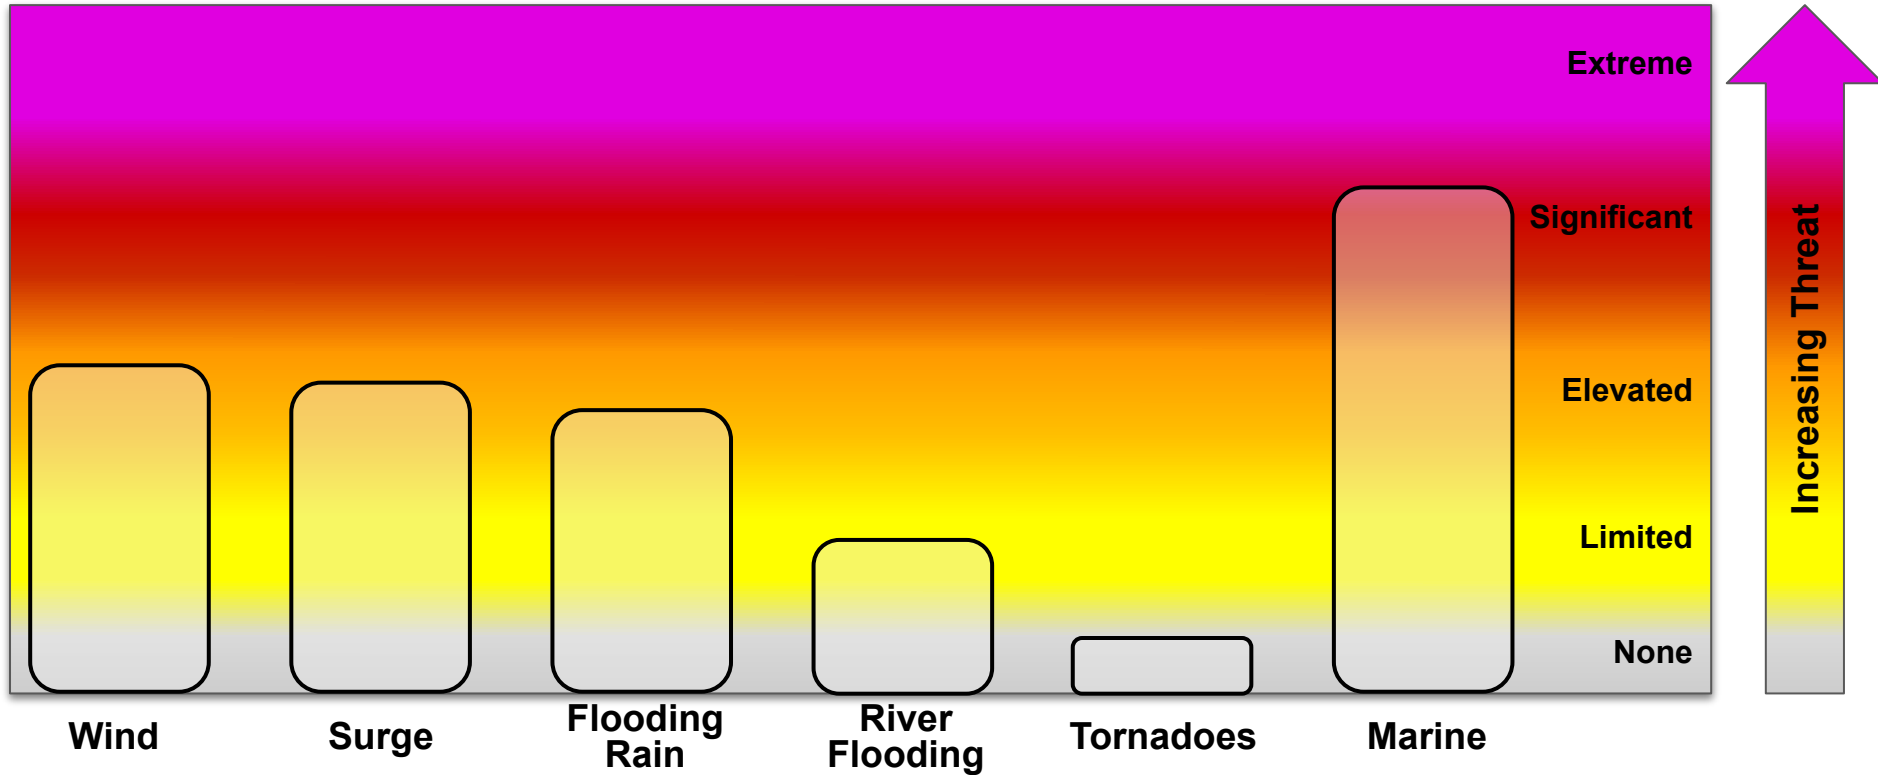 Extreme
Significant
Elevated
Limited
None
Increasing Threat
Wind
Surge
Flooding
Rain
River
Flooding
Tornadoes
Marine